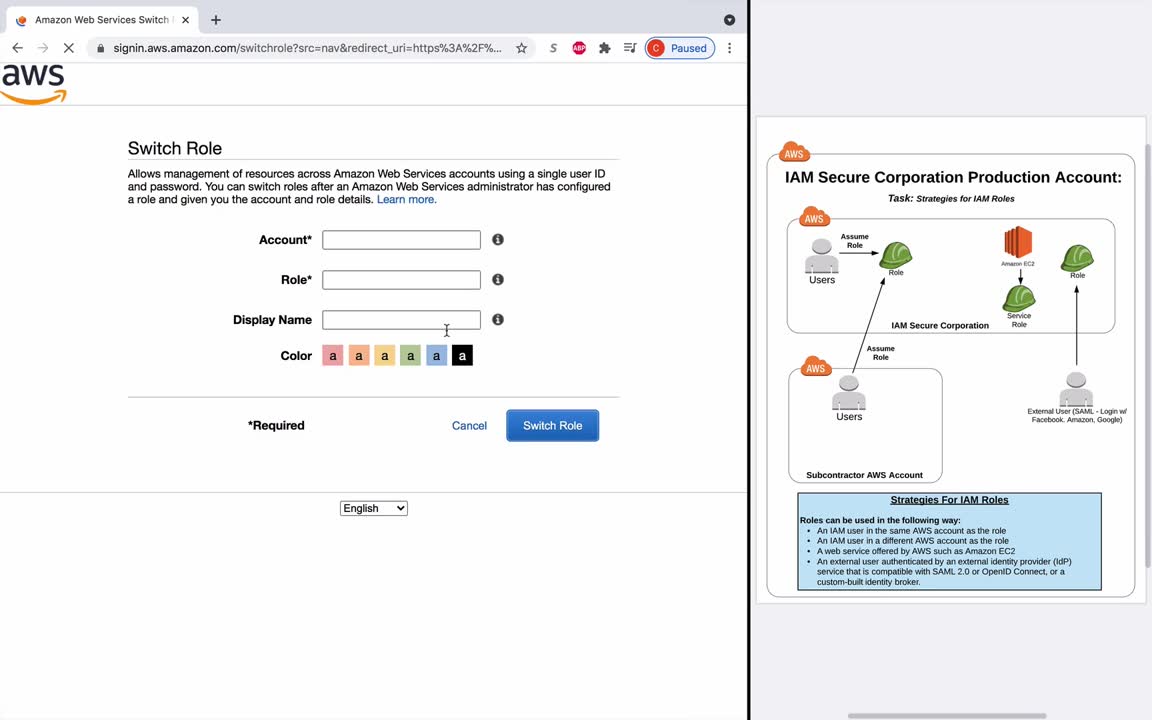 Amazon Web Services Switch
signin.aws.amazon.com/switchrole?src=nav&redirect_uri=https%3A%2F%...
S
ABP
C Paused
aws
Switch Role
Allows management of resources across Amazon Web Services accounts using a single user ID
and password. You can switch roles after an Amazon Web Services administrator has configured
a role and given you the account and role details. Learn more.
Account*
Role*
Display Name
Color a a a a a a
*Required Cancel Switch Role
English
AWS
IAM Secure Corporation Production Account:
Task: Strategies for IAM Roles
AWS
Assume
Role
Users
Role
Amazon EC2
Role
Service
Role
IAM Secure Corporation
Assume
Role
AWS
Users
External User (SAML - Login w/
Facebook. Amazon, Google)
Subcontractor AWS Account
Strategies For IAM Roles
Roles can be used in the following way:
• An IAM user in the same AWS account as the role
• An IAM user in a different AWS account as the role
• A web service offered by AWS such as Amazon EC2
• An external user authenticated by an external identity provider (IdP)
service that is compatible with SAML 2.0 or OpenID Connect, or a
custom-built identity broker.